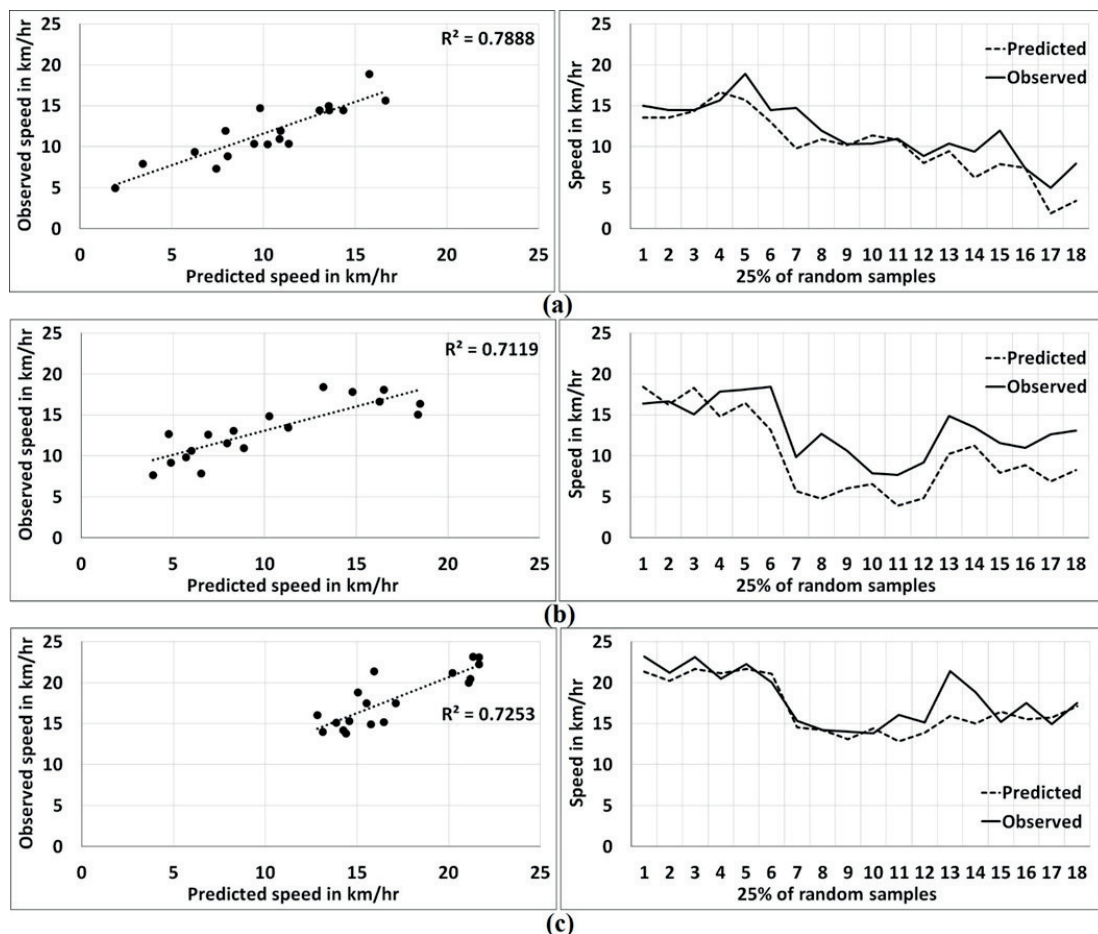 25
20
15
10
5
0
Observed speed in km/hr
R² = 0.7888
0 5 10 15 20 25
Predicted speed in km/hr
25
20
15
10
5
0
Speed in km/hr
Predicted
Observed
1 2 3 4 5 6 7 8 9 10 11 12 13 14 15 16 17 18
25% of random samples
(a)
25
20
15
10
5
0
Observed speed in km/hr
R² = 0.7119
0 5 10 15 20 25
Predicted speed in km/hr
25
20
15
10
5
0
Speed in km/hr
Predicted
Observed
1 2 3 4 5 6 7 8 9 10 11 12 13 14 15 16 17 18
25% of random samples
(b)
25
20
15
10
5
0
Observed speed in km/hr
R² = 0.7253
0 5 10 15 20 25
Predicted speed in km/hr
25
20
15
10
5
0
Speed in km/hr
Predicted
Observed
1 2 3 4 5 6 7 8 9 10 11 12 13 14 15 16 17 18
25% of random samples
(c)